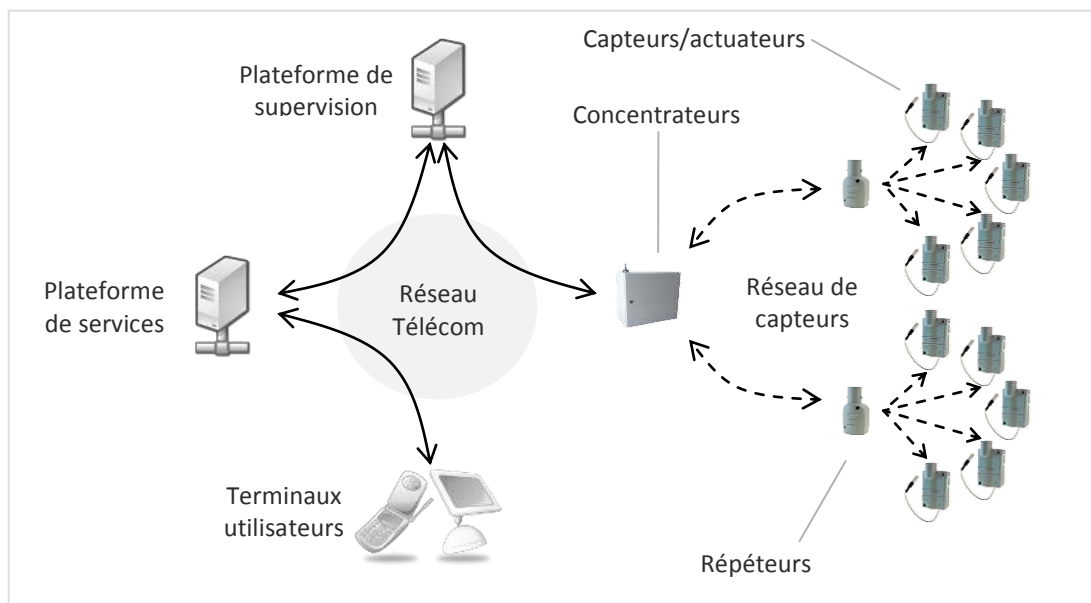 Capteurs/actuateurs
Plateforme de
supervision
Concentrateurs
Plateforme
de services
Réseau
Télécom
Réseau de
capteurs
Terminaux
utilisateurs
Répéteurs